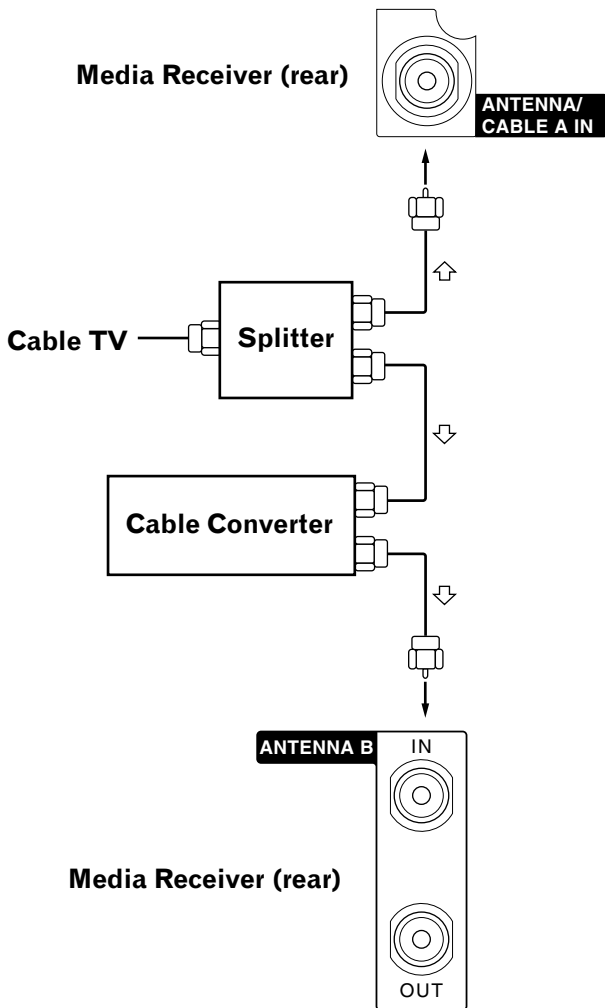 Media Receiver (rear)
ANTENNA/
CABLE A IN
Cable TV
Splitter
Cable Converter
ANTENNA B
IN
Media Receiver (rear)
OUT